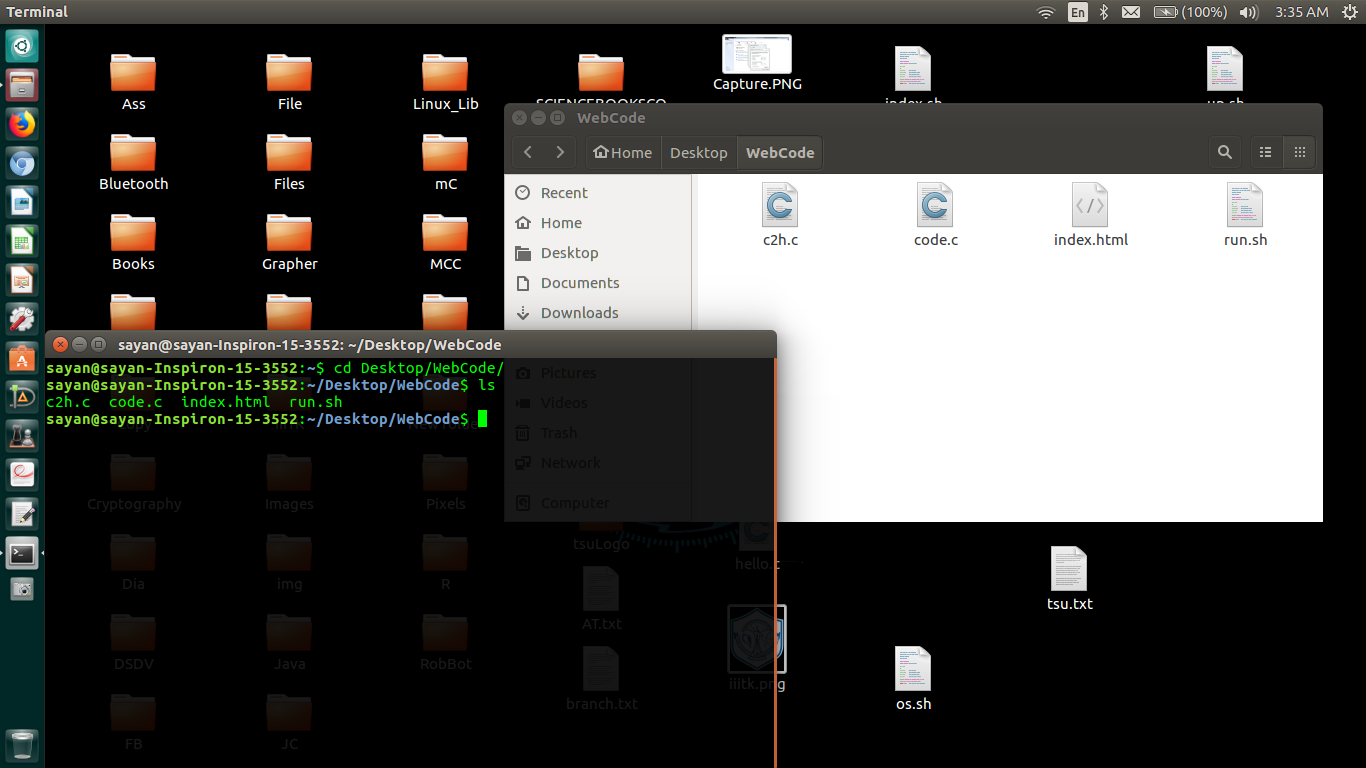 Terminal
En
(100%)
3:35 AM
Ass
File
Linux_Lib
SCIENCEBOOKSCO
Capture.PNG
index.sh
up.sh
Bluetooth
Files
mC
Books
Grapher
MCC
WebCode
Home
Desktop
WebCode
Recent
Home
Desktop
Documents
Downloads
c2h.c
code.c
index.html
run.sh
sayan@sayan-Inspiron-15-3552: ~/Desktop/WebCode
sayan@sayan-Inspiron-15-3552:~$ cd Desktop/WebCode/
sayan@sayan-Inspiron-15-3552:~/Desktop/WebCode$ ls
c2h.c code.c index.html run.sh
sayan@sayan-Inspiron-15-3552:~/Desktop/WebCode$
Pictures
Videos
Trash
Network
Computer
Cryptography
Images
Pixels
Dia
img
R
DSDV
Java
RobBot
FB
JC
tsuLogo
hello.c
AT.txt
iiitk.png
branch.txt
tsu.txt
os.sh